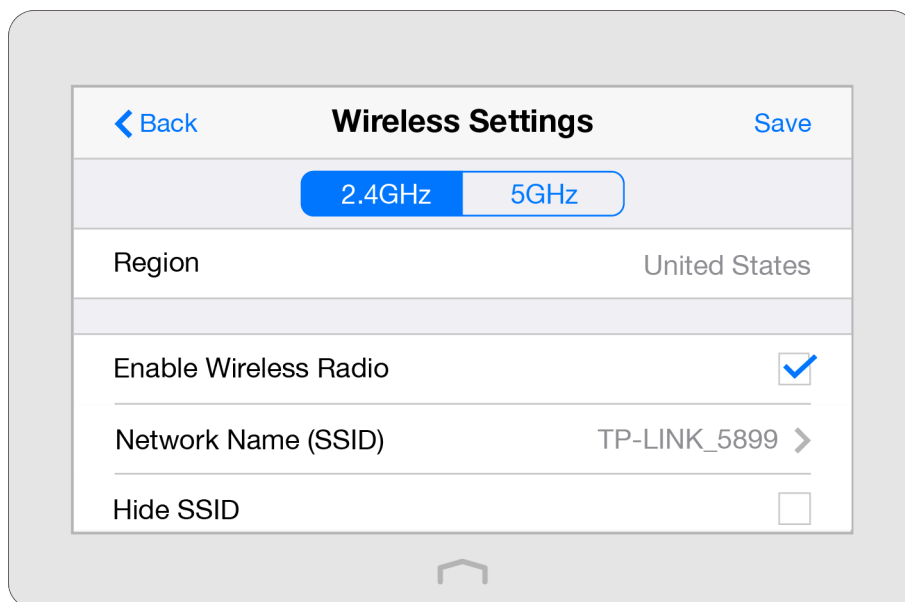 Back Wireless Settings Save
2.4GHz 5GHz
Region United States
Enable Wireless Radio
Network Name (SSID) TP-LINK_5899
Hide SSID